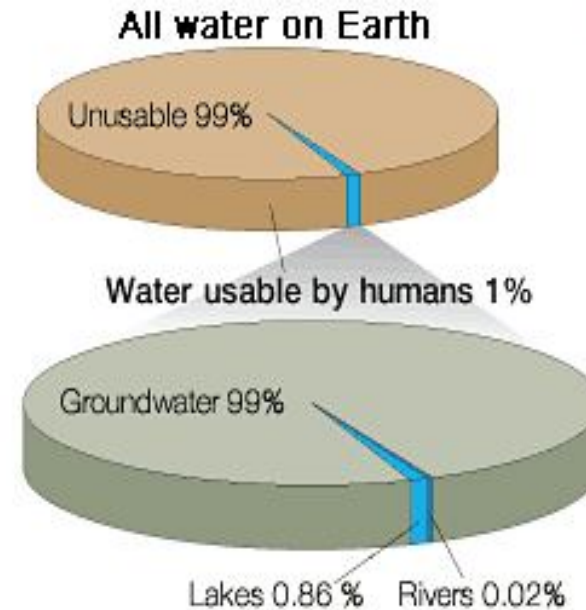 All water on Earth
Unusable 99%
Water usable by humans 1%
Groundwater 99%
Lakes 0.86 % Rivers 0.02%